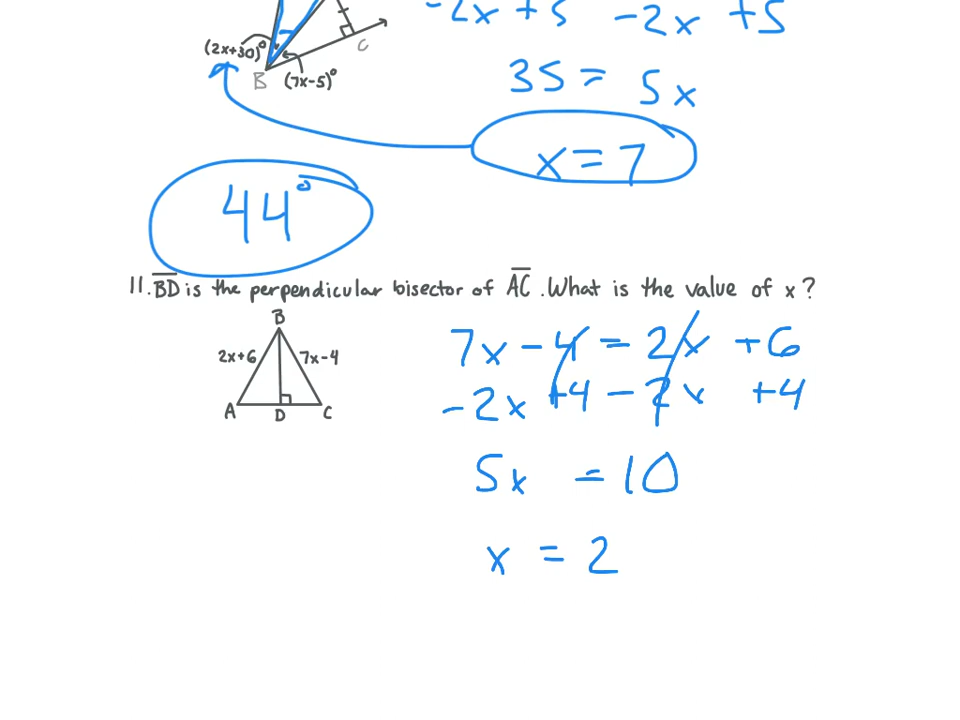 -2x +5 -2x +5
(2x+30)°
C
B (7x-5)°
35 = 5x
x = 7
44°
11. BD is the perpendicular bisector of AC. What is the value of x?
B
2x+6 7x-4
A D C
7x - 4 = 2x + 6
-2x +4 -2x +4
5x = 10
x = 2